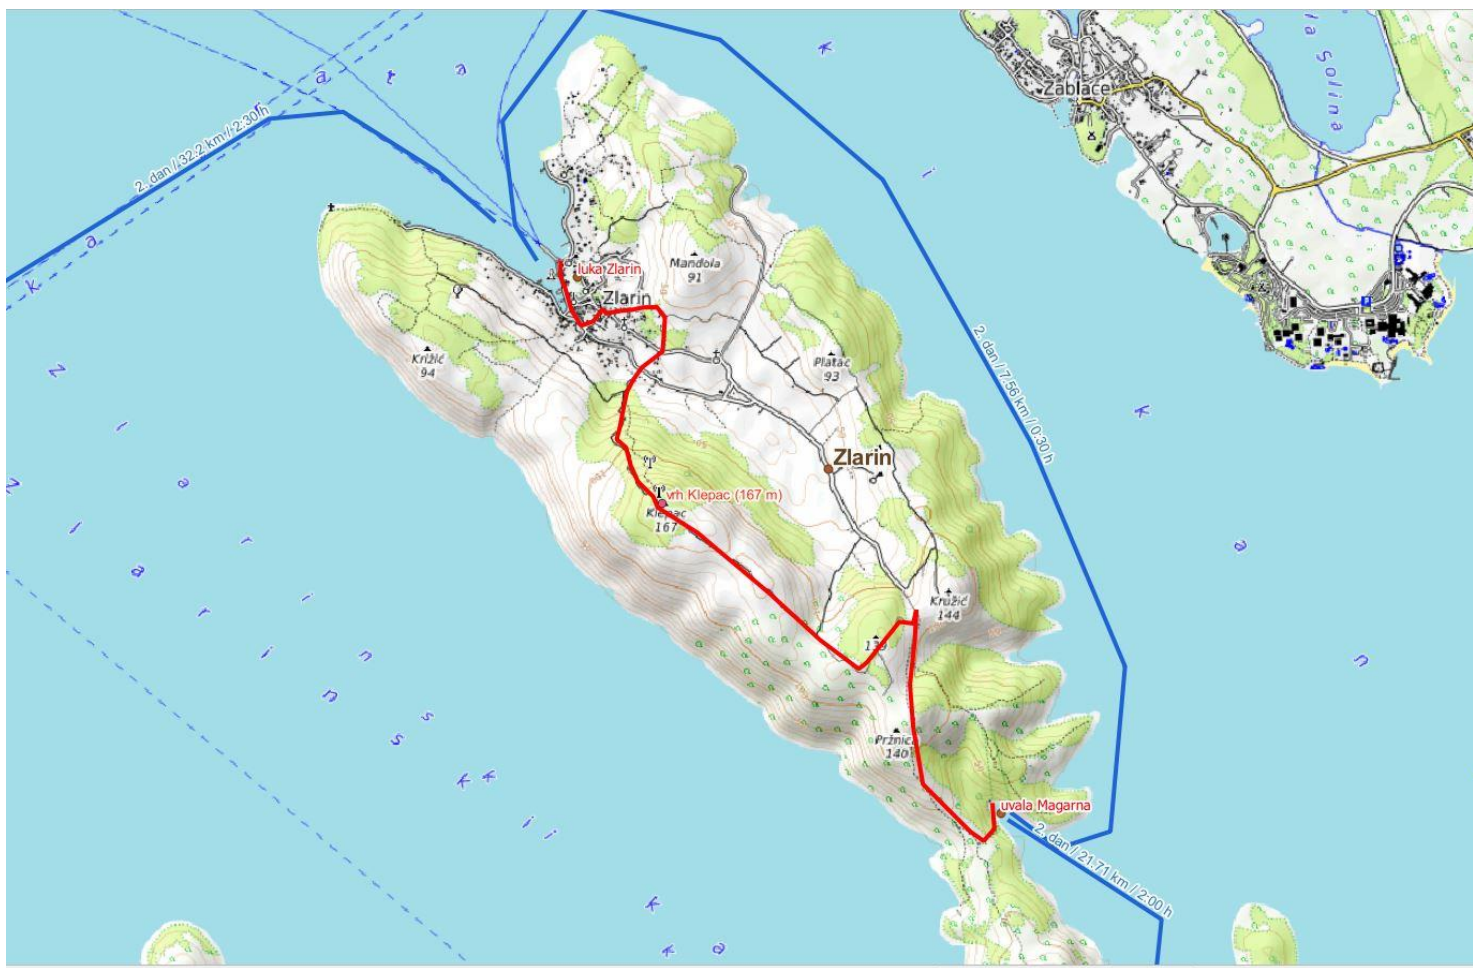 la Solina
Zablaće
2. dan / 32.2 km / 2:30 h
luka Zlarin
Zlarin
Mandola
91
Križić
94
Platac
93
2. dan / 7.56 km / 0:30 h
Zlarin
vrh Klepac (167 m)
Klepac
167
Kružić
144
139
Pržnica
140
uvala Magarna
2. dan / 21.71 km / 2:00 h